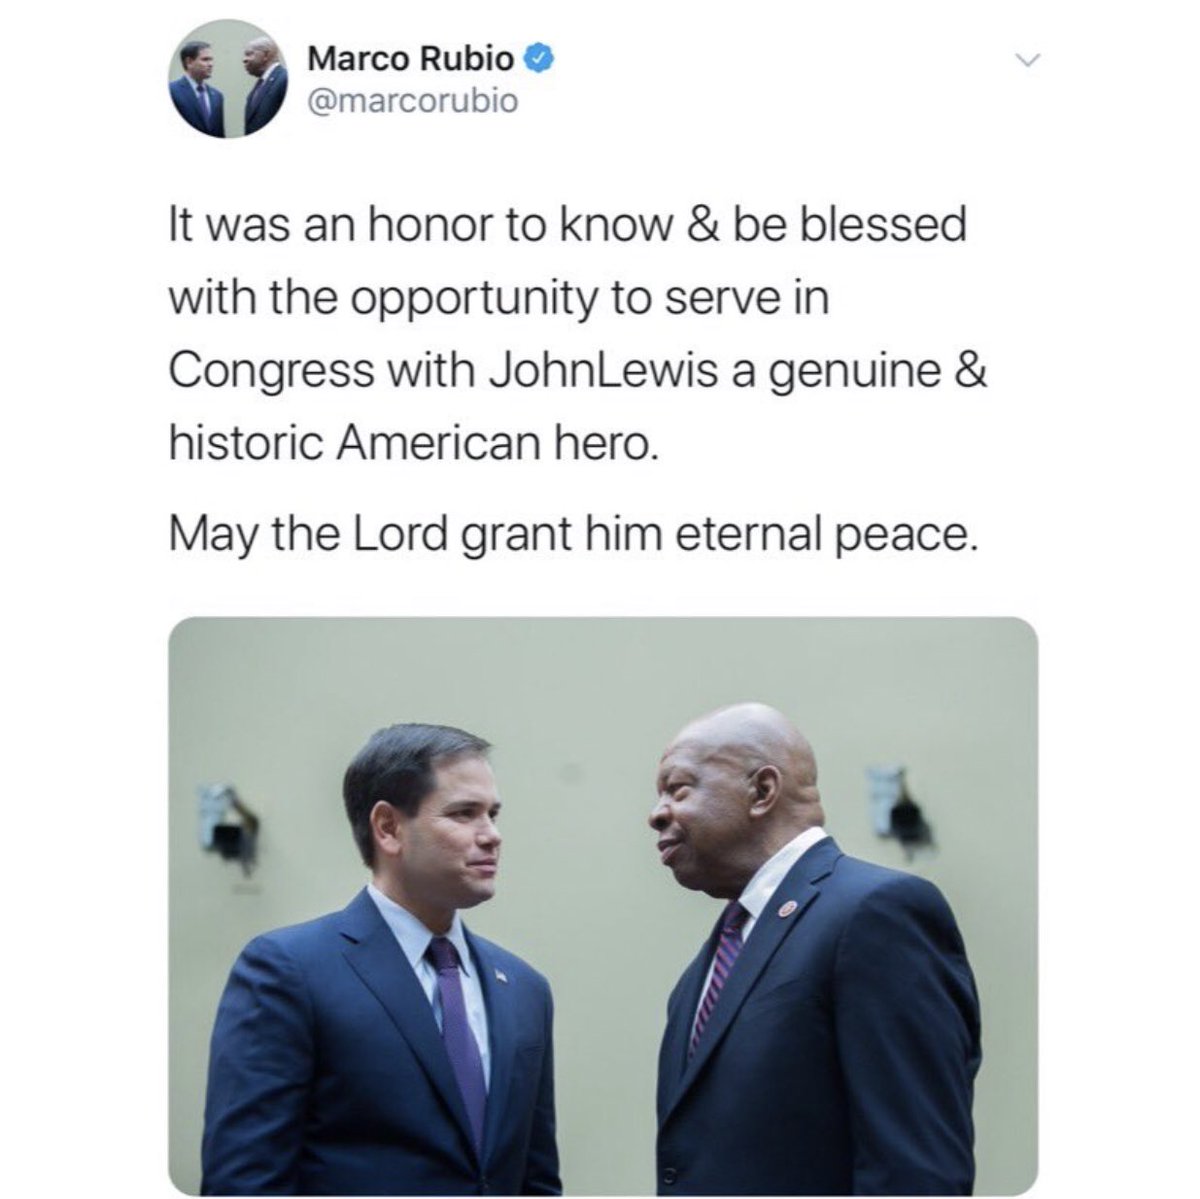 Marco Rubio
@marcorubio
It was an honor to know & be blessed
with the opportunity to serve in
Congress with JohnLewis a genuine &
historic American hero.
May the Lord grant him eternal peace.